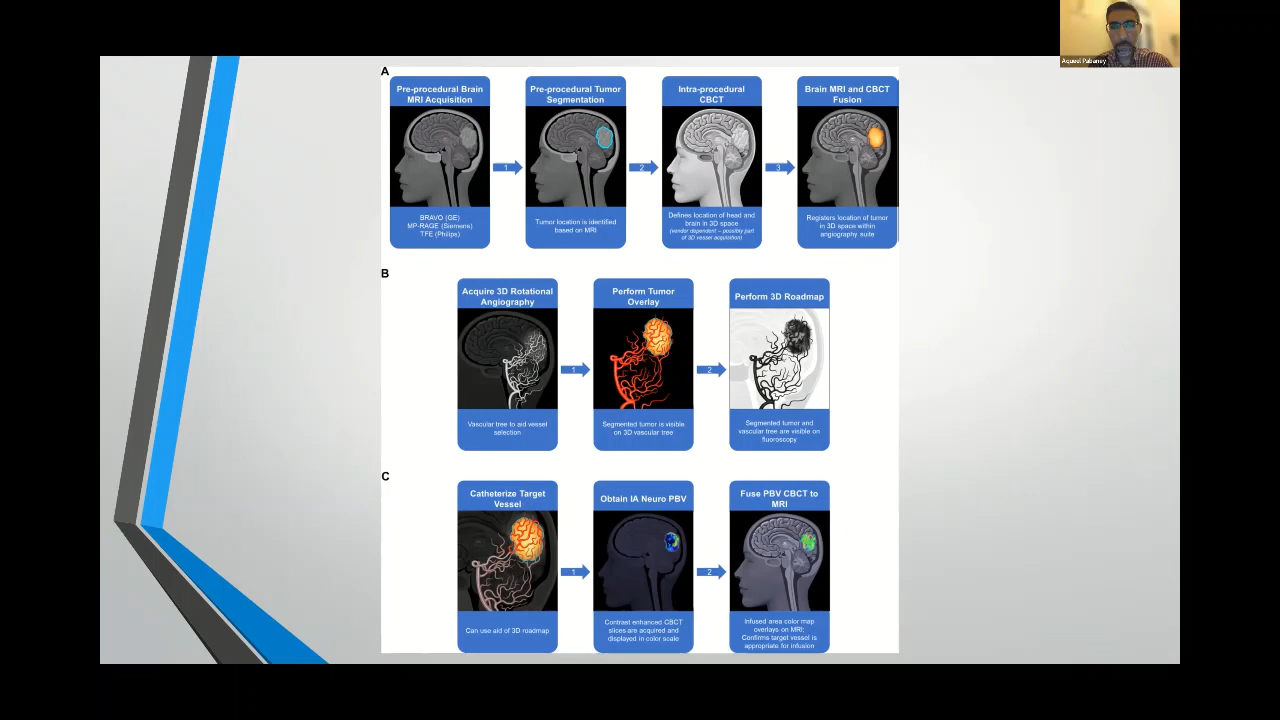 Aqueel Pabaney
A
Pre-procedural Brain
MRI Acquisition
BRAVO (GE)
MP-RAGE (Siemens)
TFE (Philips)
1
Pre-procedural Tumor
Segmentation
Tumor location is identified
based on MRI
2
Intra-procedural
CBCT
Defines location of head and
brain in 3D space
(vendor dependent – possibly part
of 3D vessel acquisition)
3
Brain MRI and CBCT
Fusion
Registers location of tumor
in 3D space within
angiography suite
B
Acquire 3D Rotational
Angiography
Vascular tree to aid vessel
selection
1
Perform Tumor
Overlay
Segmented tumor is visible
on 3D vascular tree
2
Perform 3D Roadmap
Segmented tumor and
vascular tree are visible on
fluoroscopy
C
Catheterize Target
Vessel
Can use aid of 3D roadmap
1
Obtain IA Neuro PBV
Contrast enhanced CBCT
slices are acquired and
displayed in color scale
2
Fuse PBV CBCT to
MRI
Infused area color map
overlays on MRI;
Confirms target vessel is
appropriate for infusion